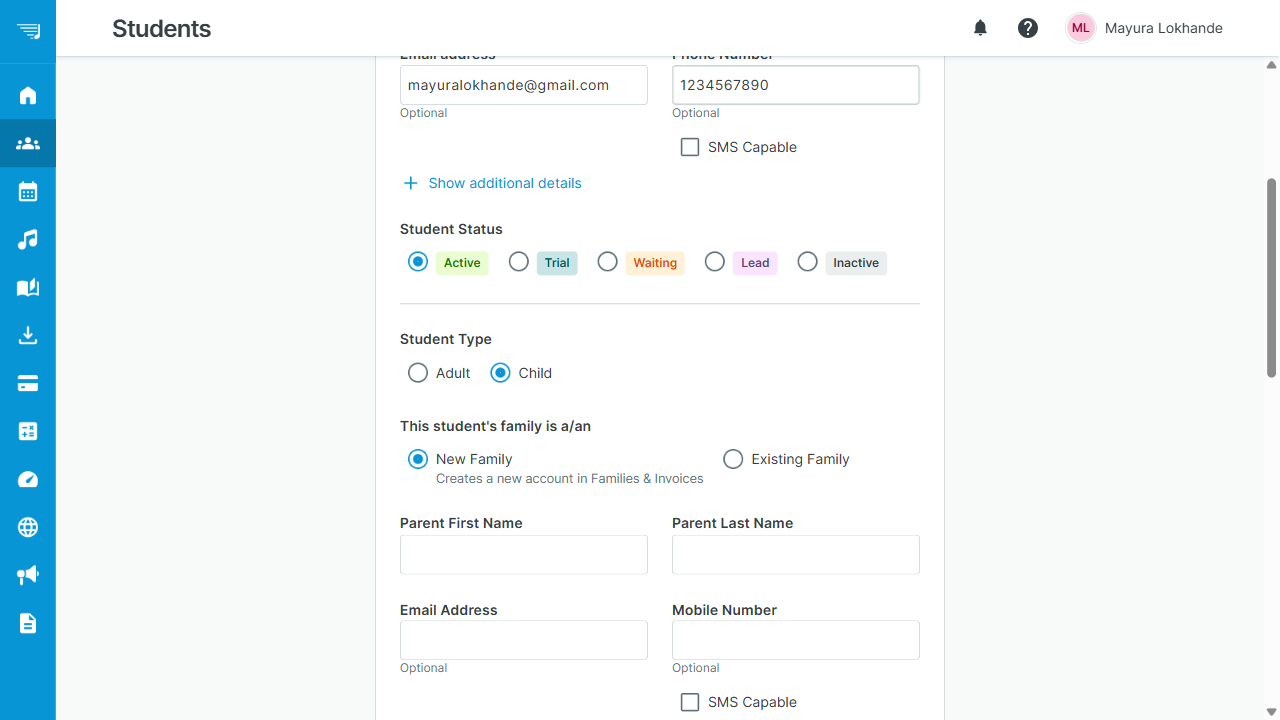 Students
ML
Mayura Lokhande
Email address
Phone Number
mayuralokhande@gmail.com
1234567890
Optional
Optional
SMS Capable
Show additional details
Student Status
Active
Trial
Waiting
Lead
Inactive
Student Type
Adult
Child
This student's family is a/an
New Family
Existing Family
Creates a new account in Families & Invoices
Parent First Name
Parent Last Name
Email Address
Mobile Number
Optional
Optional
SMS Capable